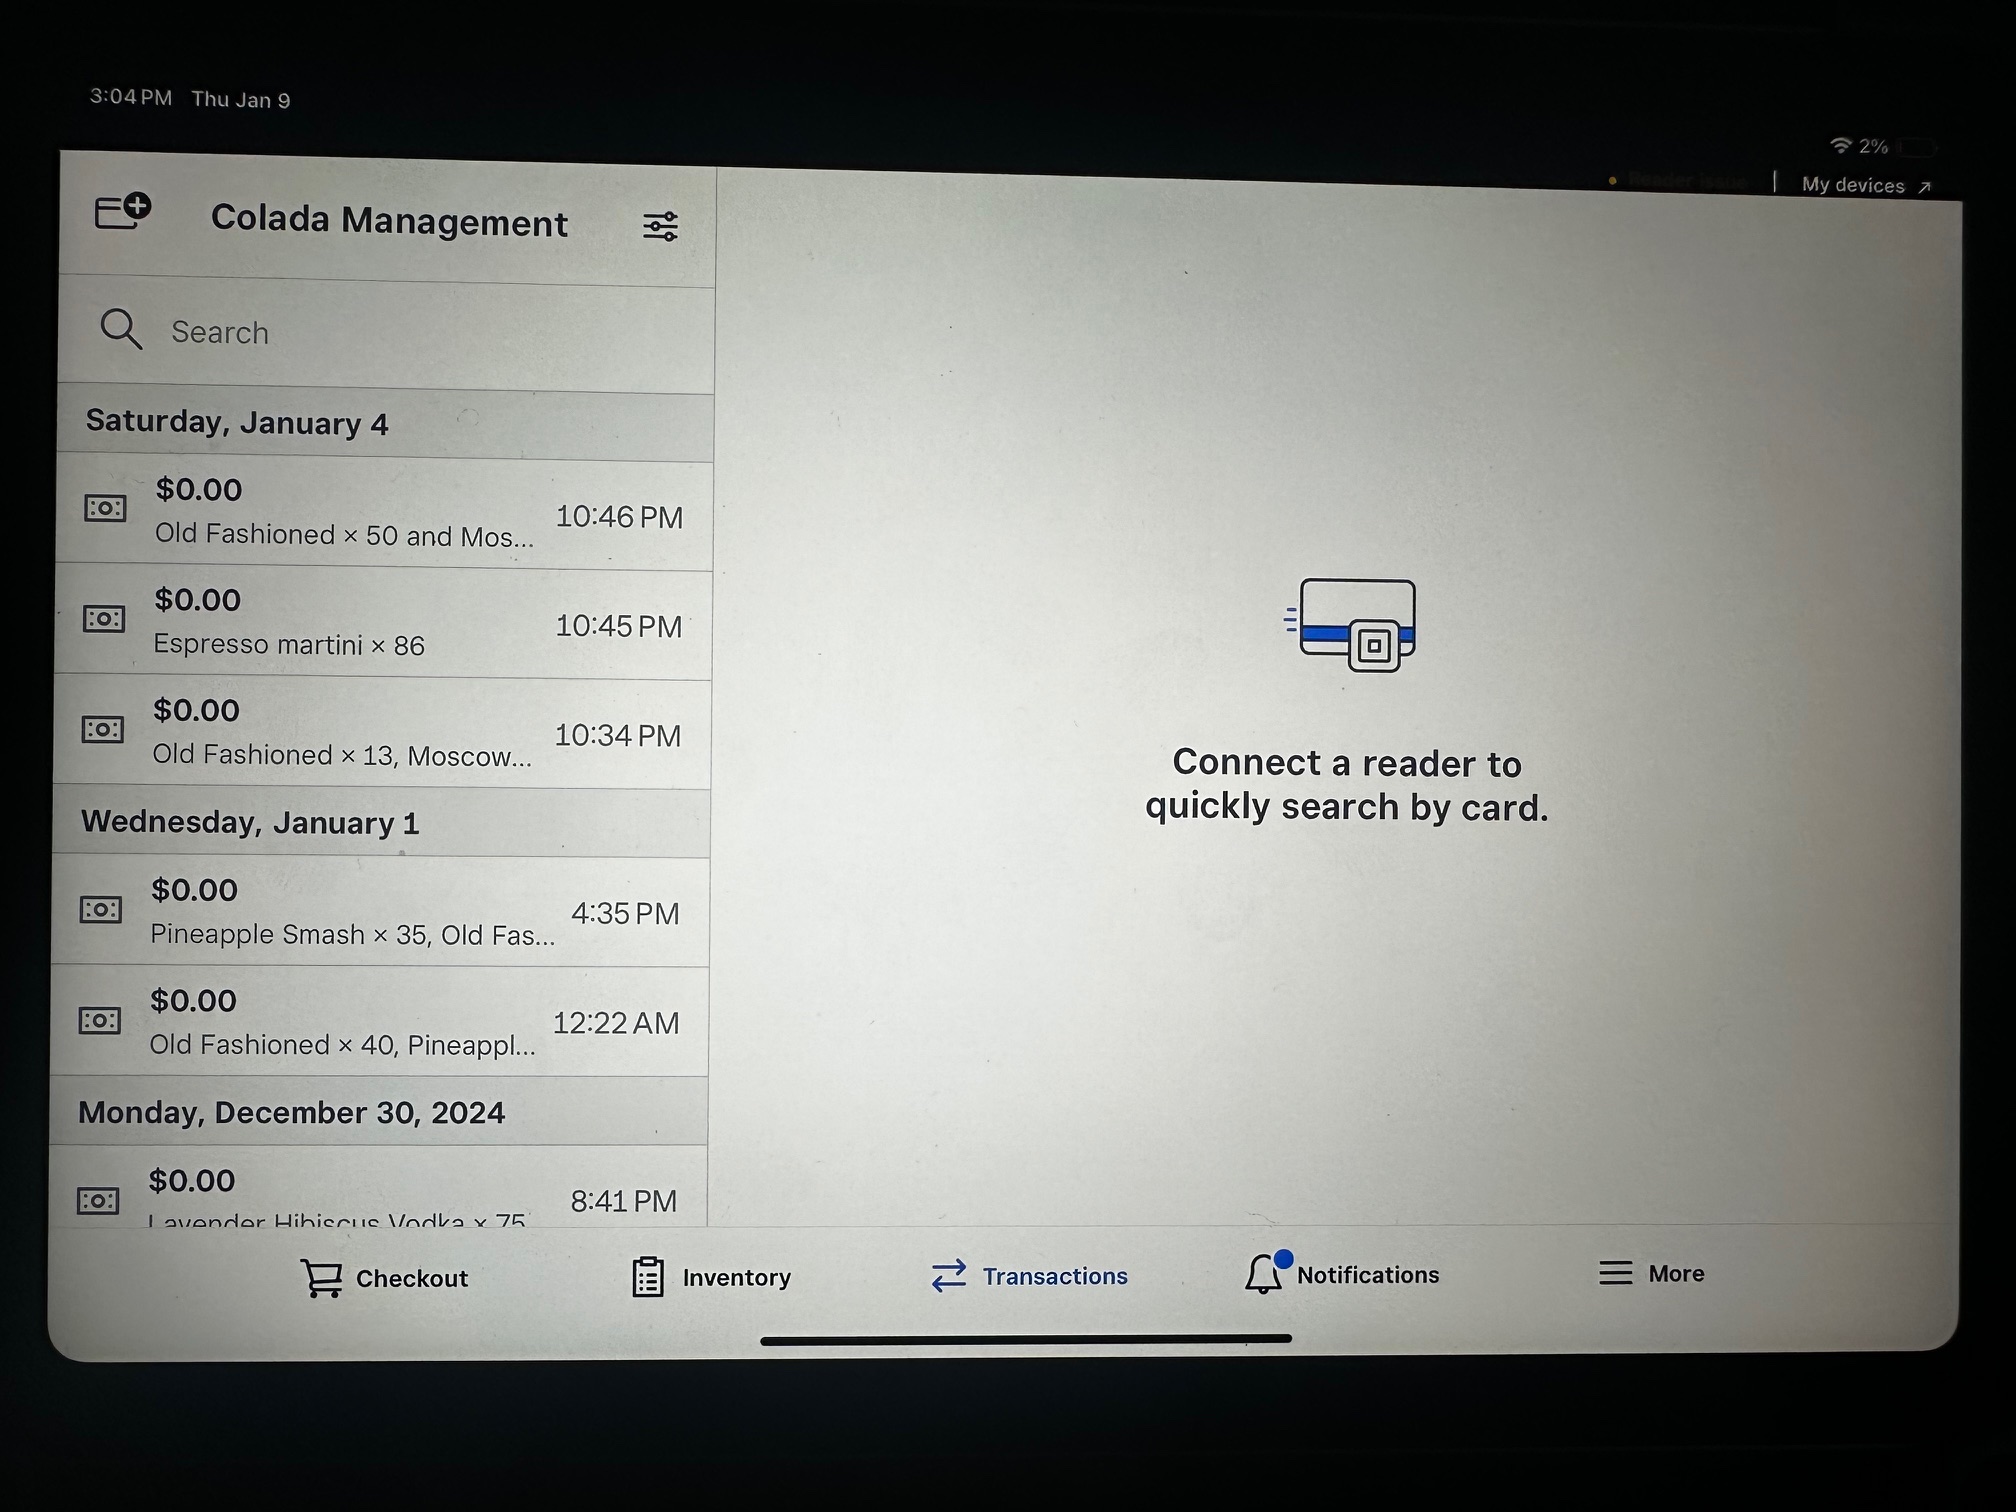 3:04 PM Thu Jan 9
2%
My devices ↗
Colada Management
Search
Saturday, January 4
$0.00
Old Fashioned × 50 and Mos...
10:46 PM
$0.00
Espresso martini × 86
10:45 PM
$0.00
Old Fashioned × 13, Moscow...
10:34 PM
Wednesday, January 1
$0.00
Pineapple Smash × 35, Old Fas...
4:35 PM
$0.00
Old Fashioned × 40, Pineappl...
12:22 AM
Monday, December 30, 2024
$0.00
Lavender Hibiscus Vodka × 75
8:41 PM
Connect a reader to
quickly search by card.
Checkout
Inventory
Transactions
Notifications
More